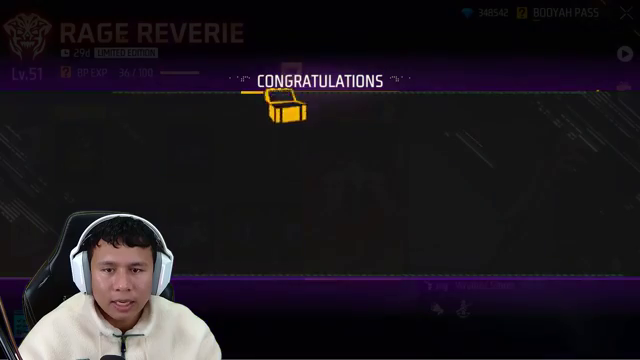 RAGE REVERIE
348542
BOOYAH PASS
29d LIMITED EDITION
Lv.51
BP EXP 36/100
CONGRATULATIONS